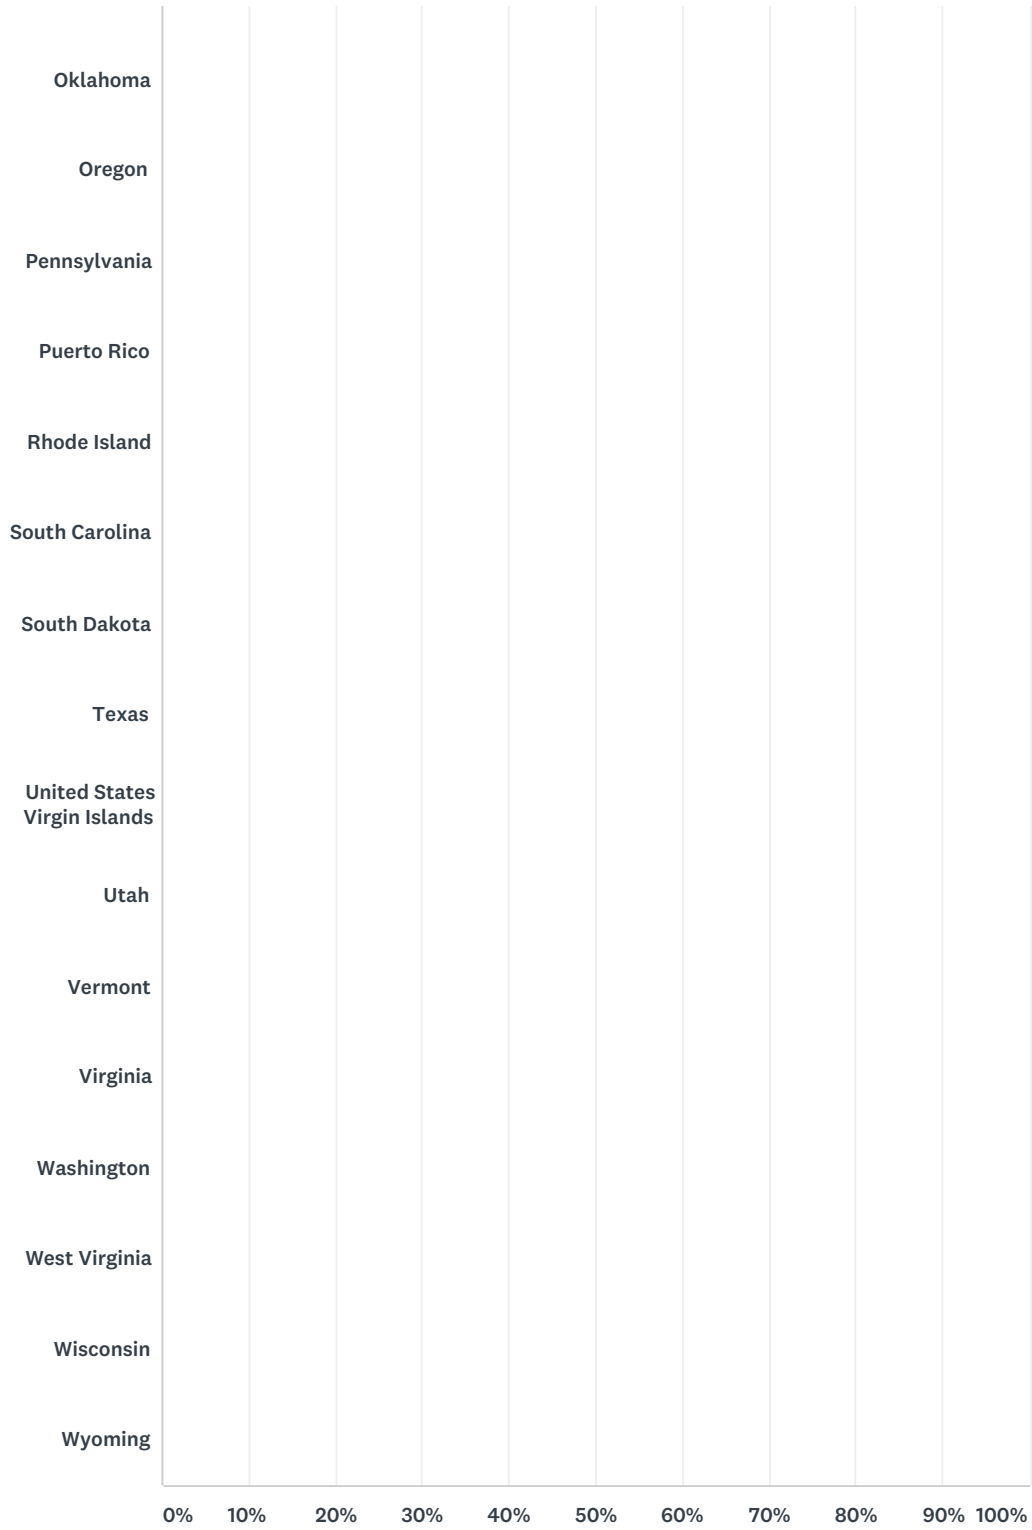 Oklahoma
Oregon
Pennsylvania
Puerto Rico
Rhode Island
South Carolina
South Dakota
Texas
United States
Virgin Islands
Utah
Vermont
Virginia
Washington
West Virginia
Wisconsin
Wyoming
0% 10% 20% 30% 40% 50% 60% 70% 80% 90% 100%